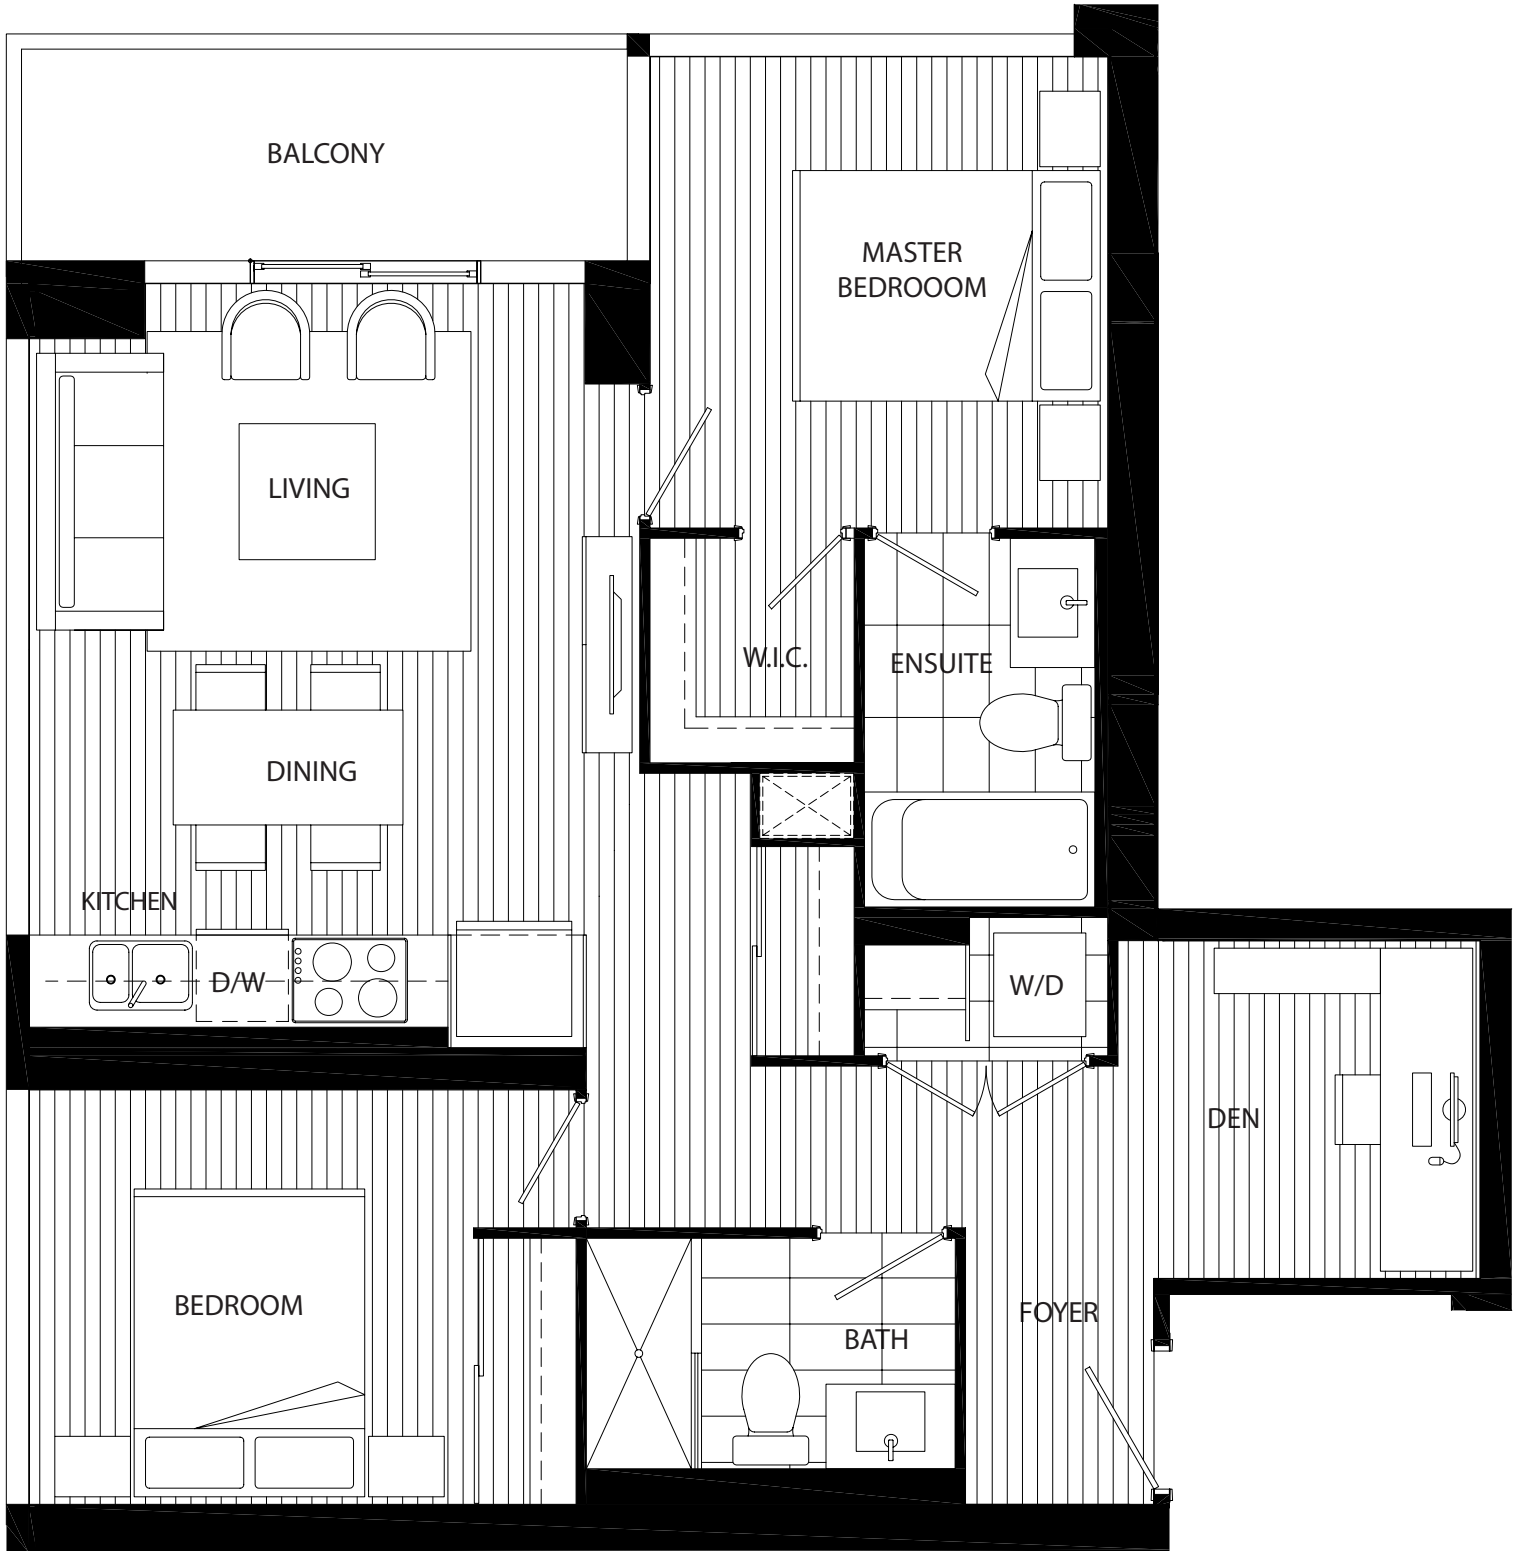 BALCONY
MASTER
BEDROOOM
LIVING
W.I.C.
ENSUITE
DINING
KITCHEN
D/W
W/D
DEN
BEDROOM
FOYER
BATH